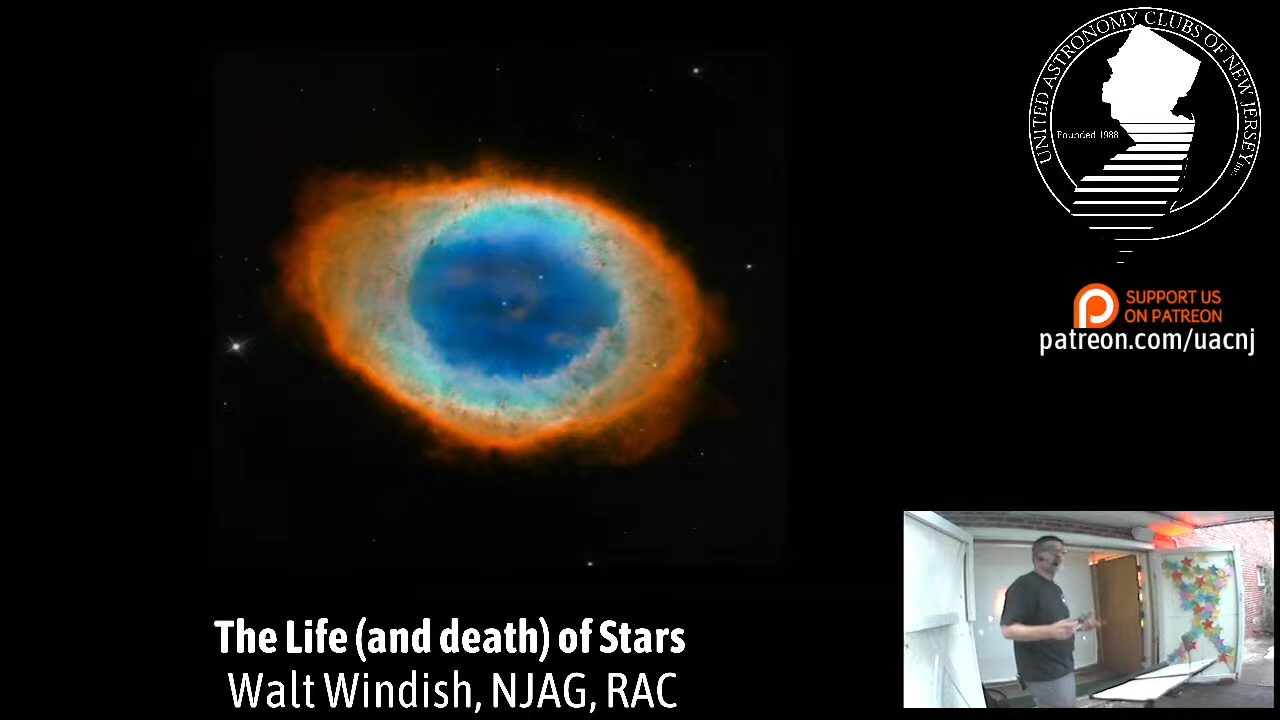 UNITED ASTRONOMY CLUBS OF NEW JERSEY, Inc.
Founded 1988
SUPPORT US
ON PATREON
patreon.com/uacnj
The Life (and death) of Stars
Walt Windish, NJAG, RAC